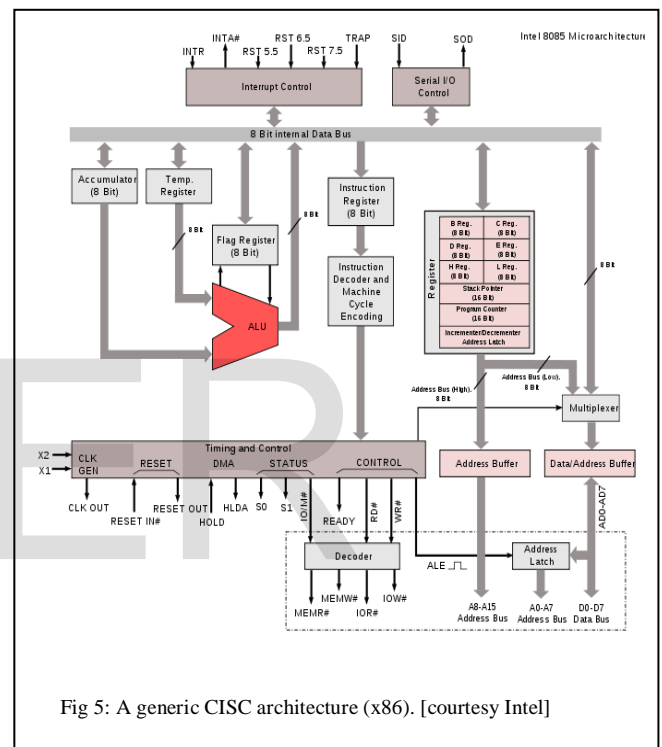 Intel 8085 Microarchitecture
INTA#
RST 6.5
TRAP
SID
SOD
INTR
RST 5.5
RST 7.5
Interrupt Control
Serial I/O
Control
8 Bit internal Data Bus
Accumulator
(8 Bit)
Temp.
Register
Instruction
Register
(8 Bit)
8 Bit
Flag Register
(8 Bit)
8 Bit
ALU
Instruction
Decoder and
Machine
Cycle
Encoding
Register
B Reg.
(8 Bit)
C Reg.
(8 Bit)
D Reg.
(8 Bit)
E Reg.
(8 Bit)
H Reg.
(8 Bit)
L Reg.
(8 Bit)
Stack Pointer
(16 Bit)
Program Counter
(16 Bit)
Incrementer/Decrementer
Address Latch
8 Bit
Address Bus (High),
8 Bit
Address Bus (Low),
8 Bit
Multiplexer
Timing and Control
X2
X1
CLK
GEN
RESET
DMA
STATUS
CONTROL
Address Buffer
Data/Address Buffer
CLK OUT
RESET IN#
RESET OUT
HOLD
HLDA
S0
S1
IO/M#
READY
RD#
WR#
AD0-AD7
Decoder
ALE
Address
Latch
MEMR#
MEMW#
IOR#
IOW#
A8-A15
Address Bus
A0-A7
Address Bus
D0-D7
Data Bus
ER
Fig 5: A generic CISC architecture (x86). [courtesy Intel]